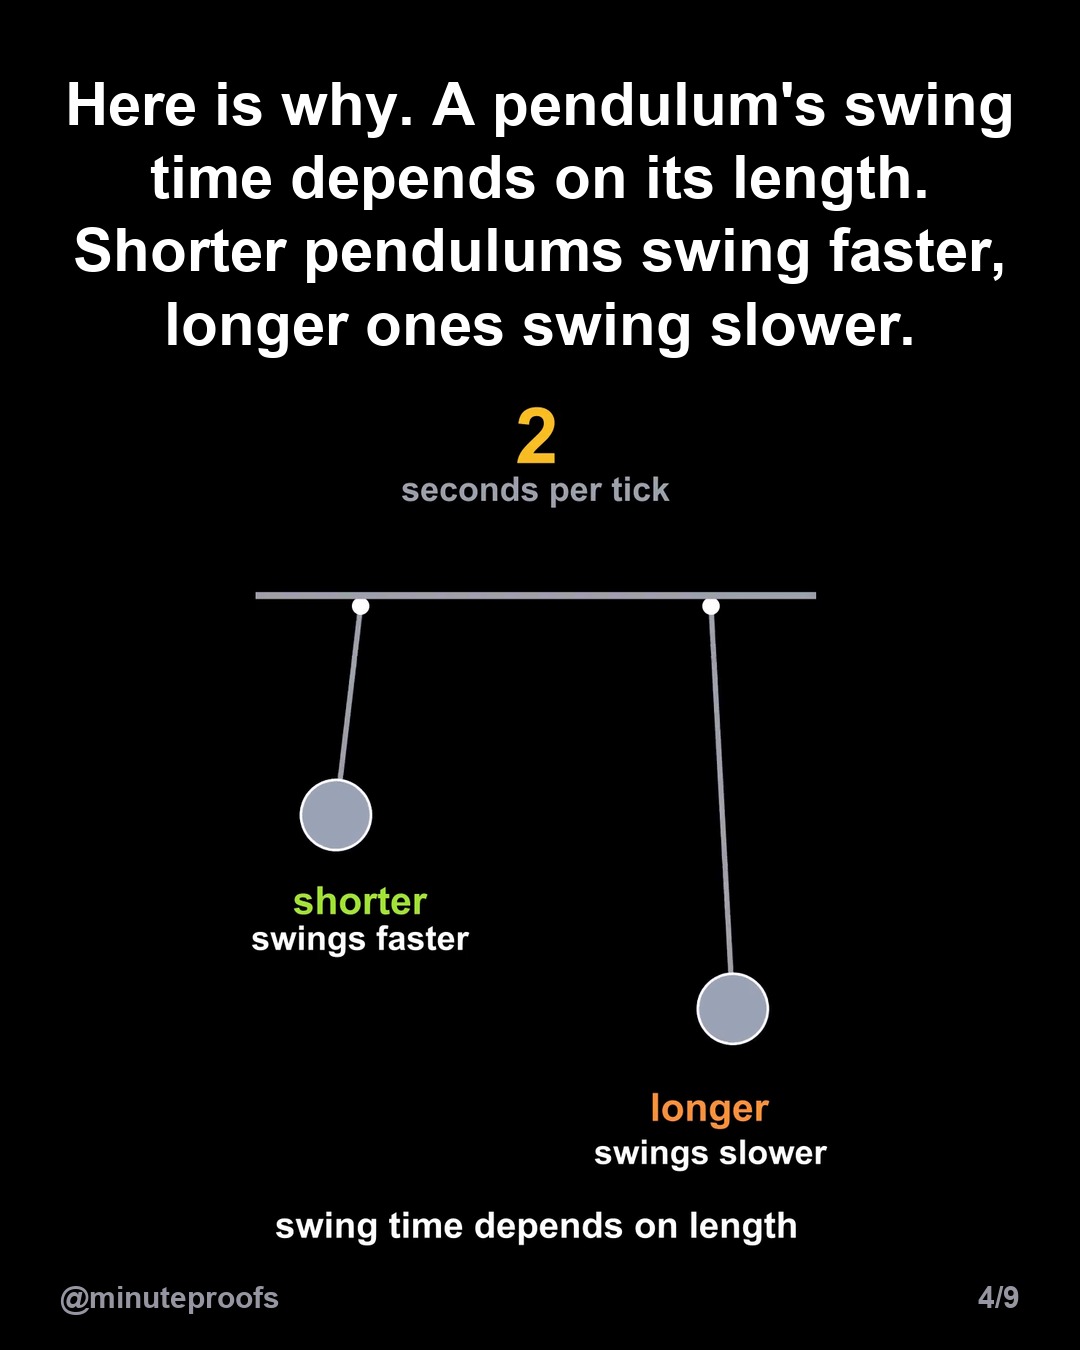 Here is why. A pendulum's swing
time depends on its length.
Shorter pendulums swing faster,
longer ones swing slower.
2
seconds per tick
shorter
swings faster
longer
swings slower
swing time depends on length
@minuteproofs
4/9